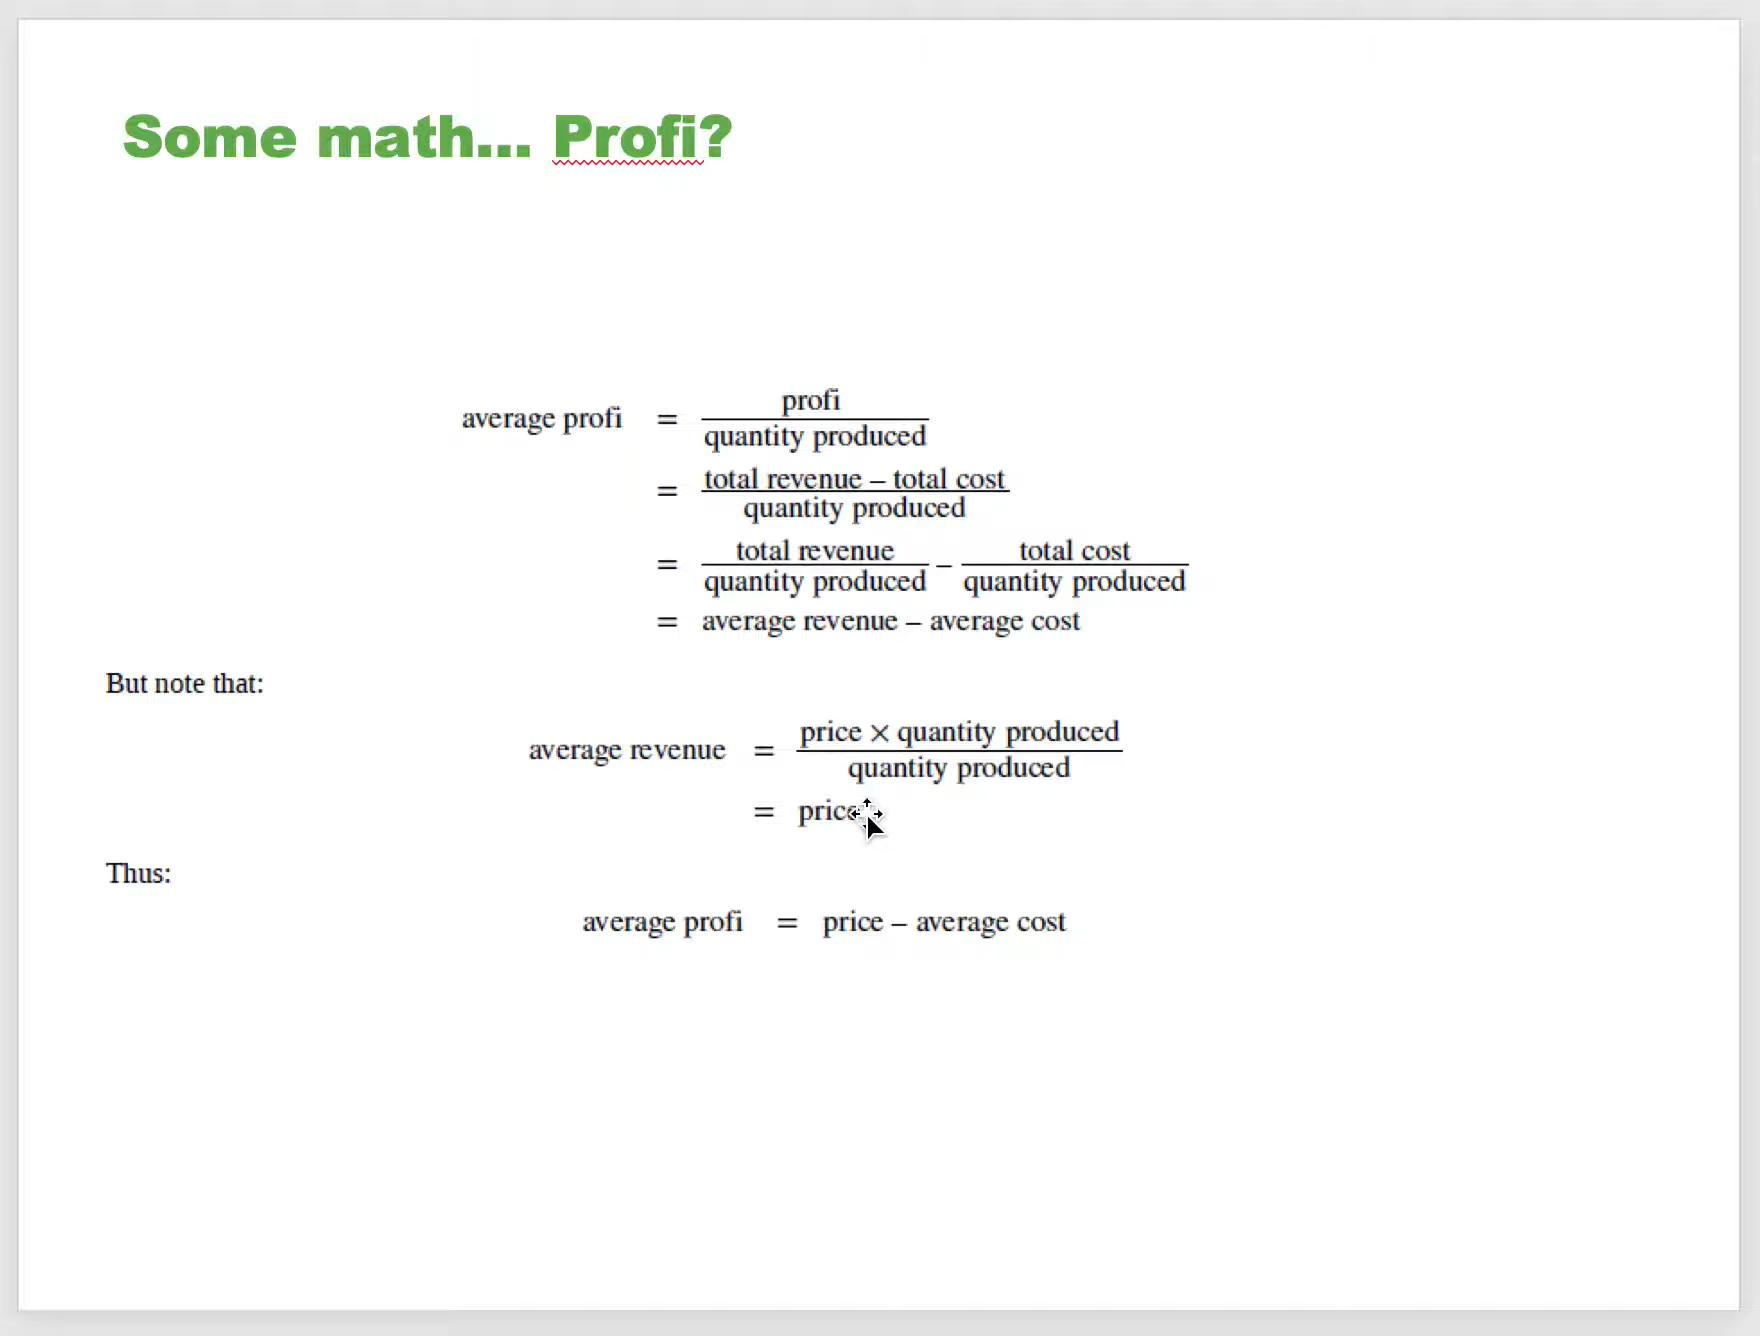 Some math... Profi?
average profi = profi / quantity produced
= total revenue – total cost / quantity produced
= total revenue / quantity produced – total cost / quantity produced
= average revenue – average cost
But note that:
average revenue = price × quantity produced / quantity produced
= price
Thus:
average profi = price – average cost